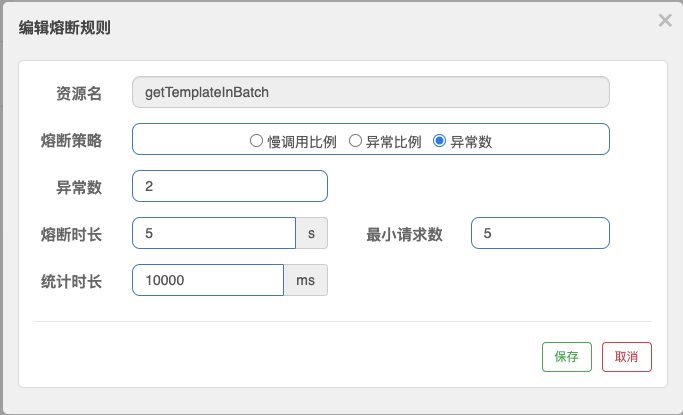 编辑熔断规则 ×
资源名 getTemplateInBatch
熔断策略 慢调用比例 异常比例 异常数
异常数 2
熔断时长 5 s 最小请求数 5
统计时长 10000 ms
保存 取消